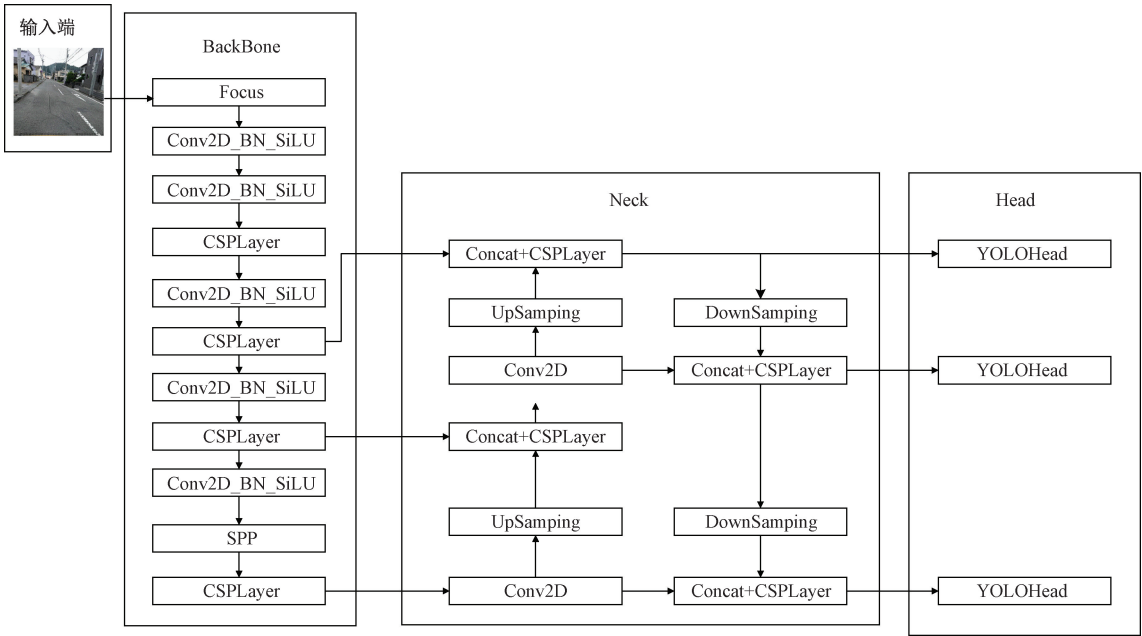 输入端
BackBone
Focus
Conv2D_BN_SiLU
Conv2D_BN_SiLU
CSPLayer
Conv2D_BN_SiLU
CSPLayer
Conv2D_BN_SiLU
CSPLayer
Conv2D_BN_SiLU
SPP
CSPLayer
Neck
Concat+CSPLayer
UpSamping
Conv2D
Concat+CSPLayer
UpSamping
Conv2D
DownSamping
Concat+CSPLayer
DownSamping
Concat+CSPLayer
Head
YOLOHead
YOLOHead
YOLOHead